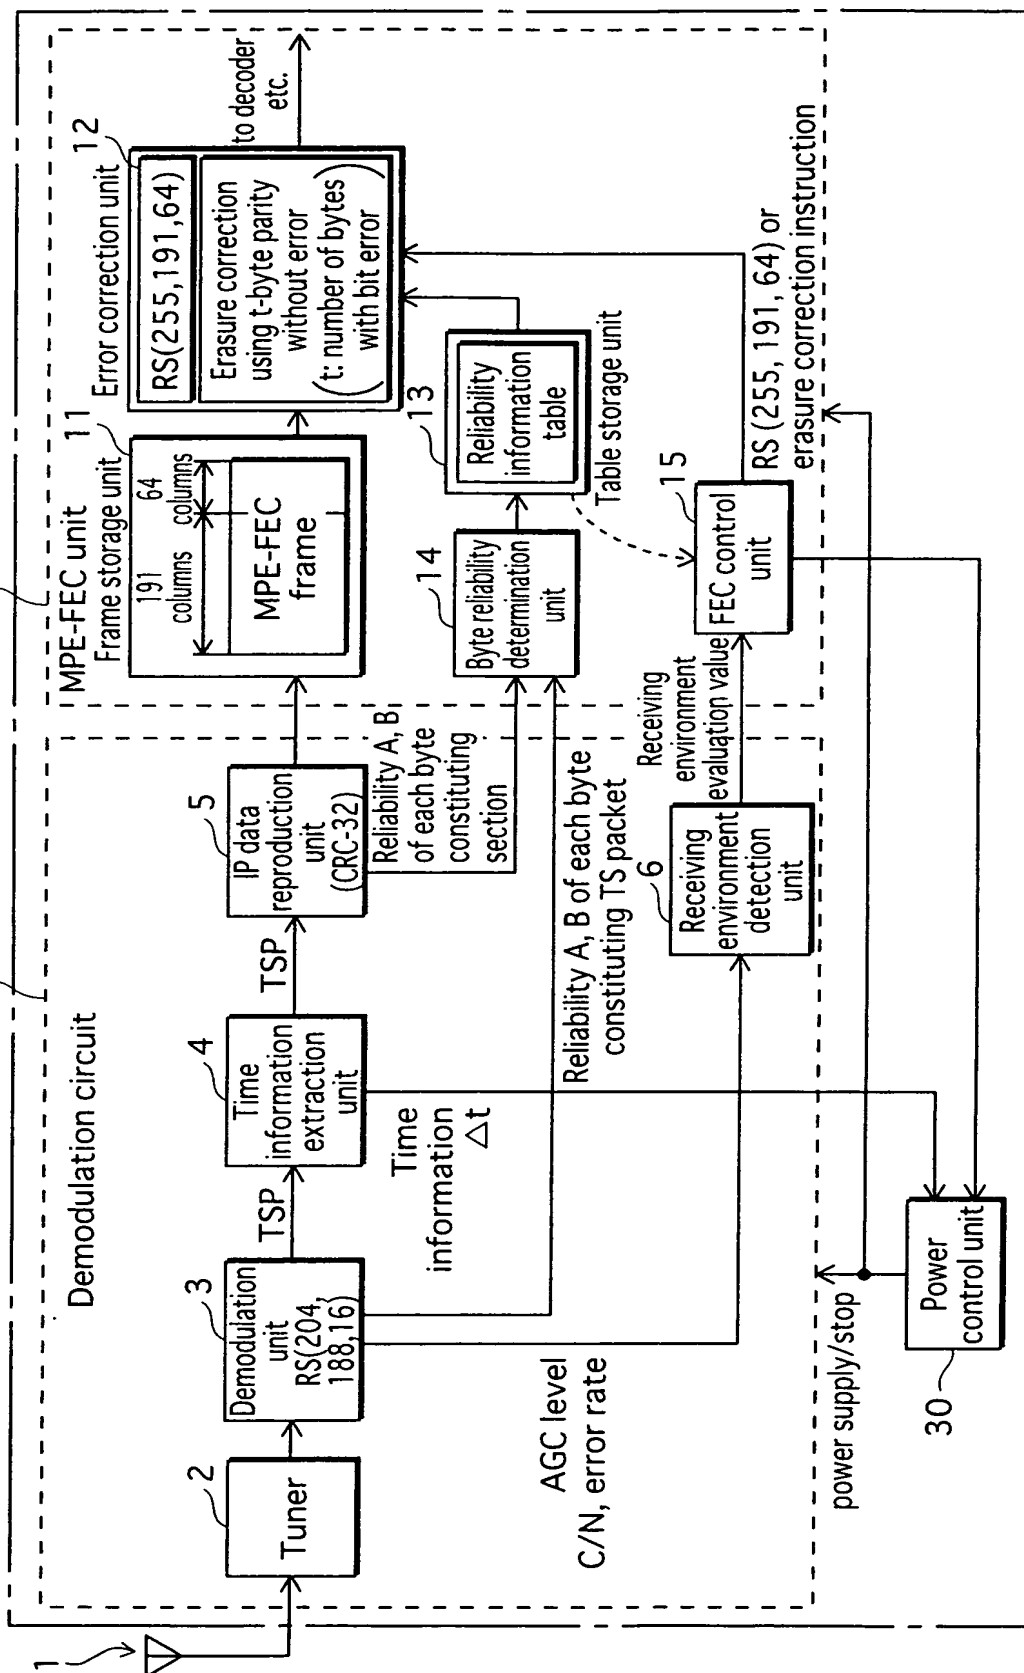 1
Demodulation circuit
2
Tuner
3
Demodulation
unit
RS(204,
188,16)
TSP
4
Time
information
extraction
unit
TSP
5
IP data
reproduction
unit
(CRC-32)
Time
information
Δt
Reliability A, B
of each byte
constituting
section
Reliability A, B of each byte
constituting TS packet
AGC level
C/N, error rate
6
Receiving
environment
detection
unit
Receiving
environment
evaluation value
MPE-FEC unit
Frame storage unit
11
191
columns
64
columns
MPE-FEC
frame
Error correction unit
12
RS(255,191,64)
Erasure correction
using t-byte parity
without error
(t: number of bytes
with bit error)
to decoder
etc.
14
Byte reliability
determination
unit
13
Reliability
information
table
Table storage unit
15
FEC control
unit
RS (255, 191, 64) or
erasure correction instruction
power supply/stop
Power
control unit
30